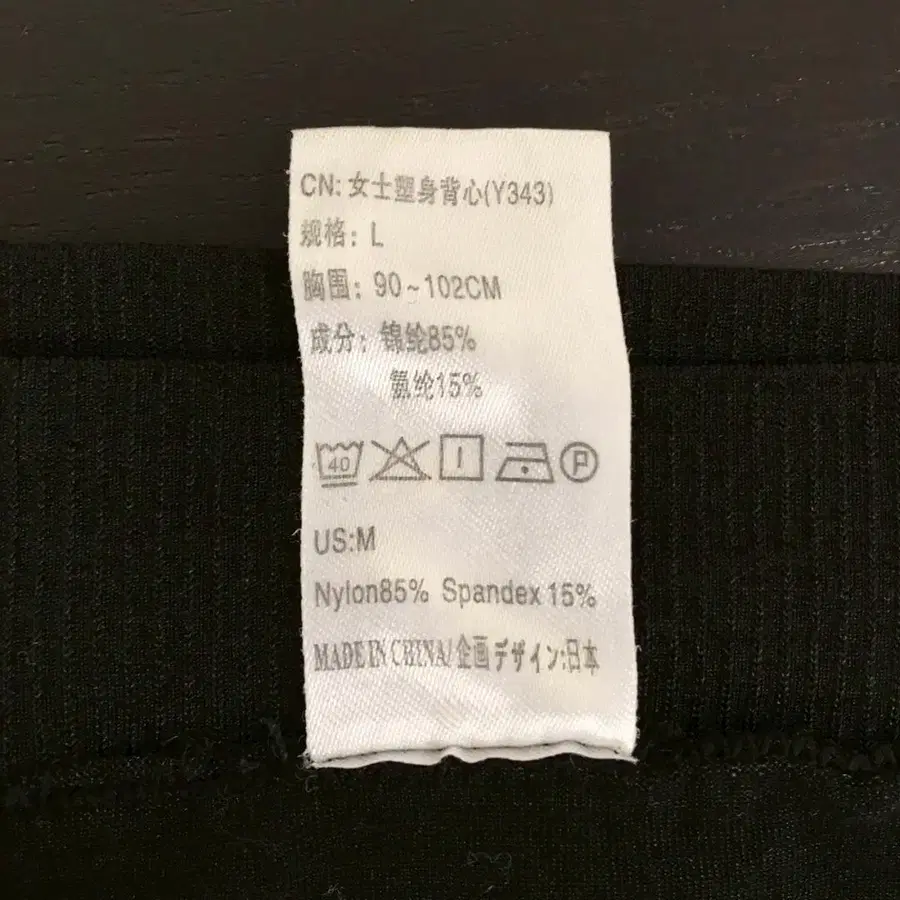 CN: 女士塑身背心(Y343)
规格: L
胸围: 90~102CM
成分: 锦纶85%
氨纶15%
40 P
US:M
Nylon85% Spandex 15%
MADE IN CHINA/企画デザイン:日本